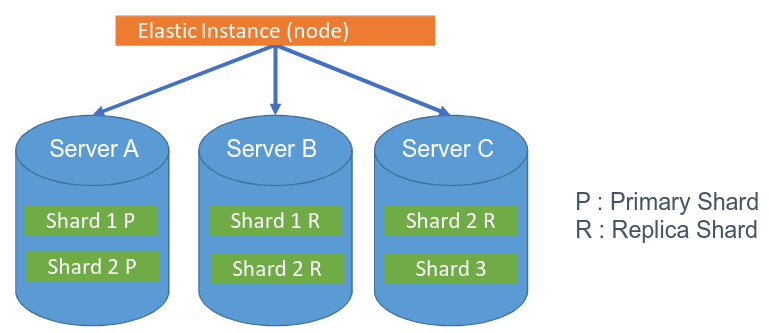 Elastic Instance (node)
Server A
Server B
Server C
Shard 1 P
Shard 1 R
Shard 2 R
Shard 2 P
Shard 2 R
Shard 3
P : Primary Shard
R : Replica Shard